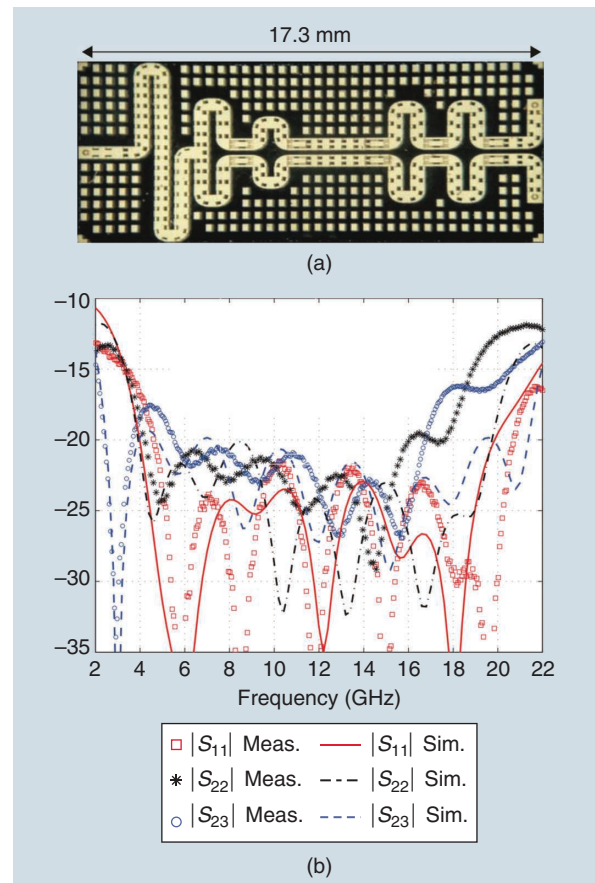 17.3 mm
(a)
−10
−15
−20
−25
−30
−35
2 4 6 8 10 12 14 16 18 20 22
Frequency (GHz)
|S11| Meas. |S11| Sim.
|S22| Meas. |S22| Sim.
|S23| Meas. |S23| Sim.
(b)